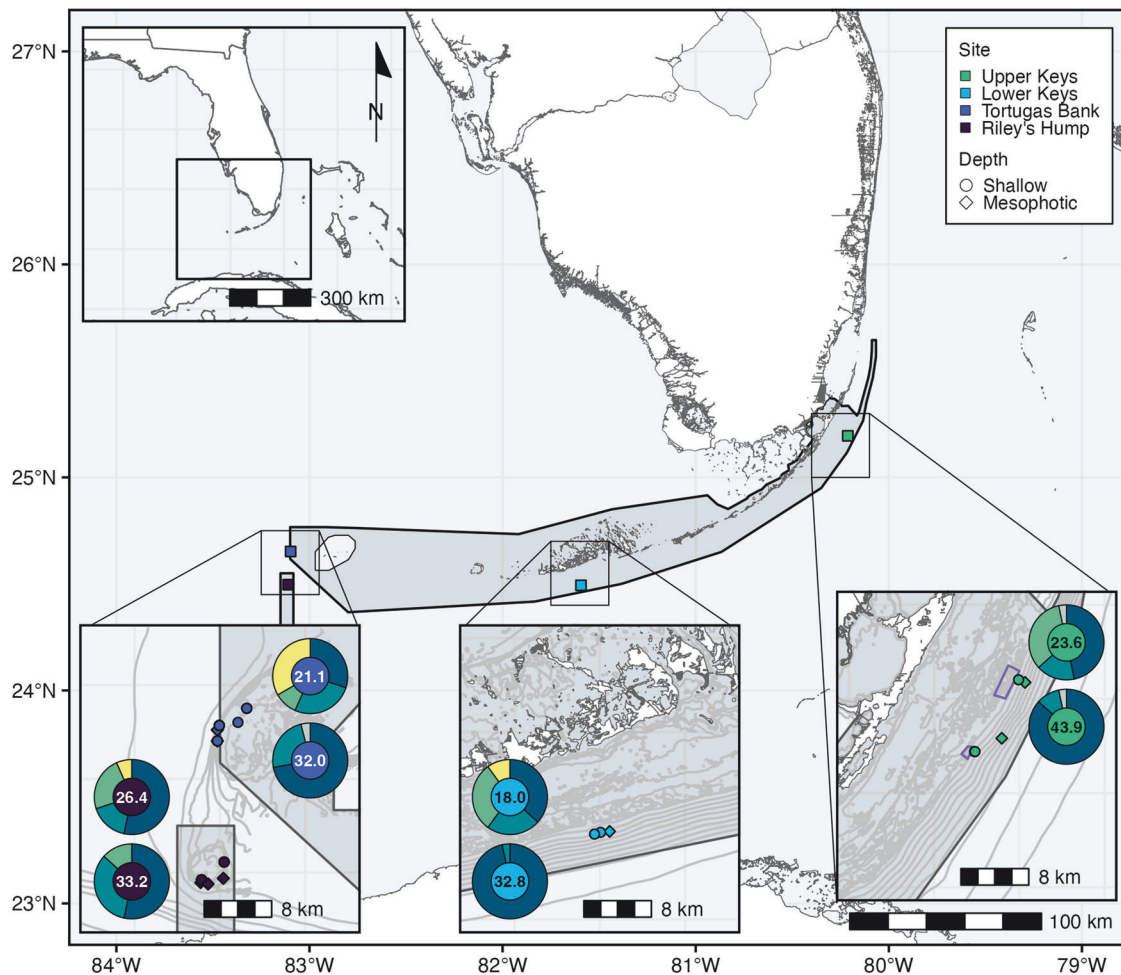 27°N
26°N
25°N
24°N
23°N
84°W
83°W
82°W
81°W
80°W
79°W
N
300 km
Site
Upper Keys
Lower Keys
Tortugas Bank
Riley's Hump
Depth
Shallow
Mesophotic
21.1
32.0
26.4
33.2
8 km
18.0
32.8
8 km
23.6
43.9
8 km
100 km